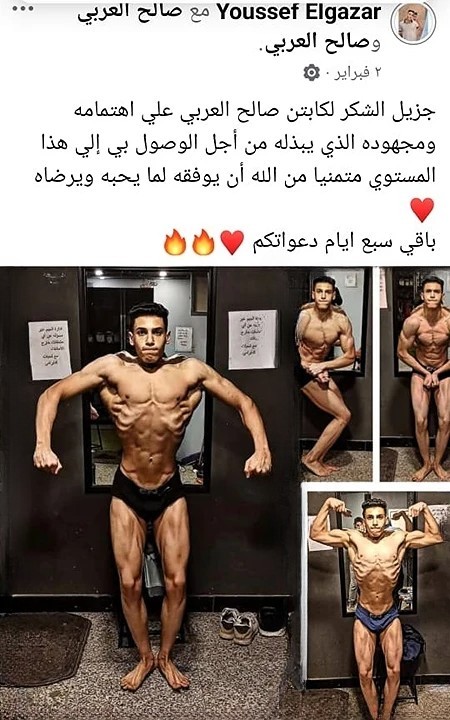 Youssef Elgazar مع صالح العربي
وصالح العربي.
٢ فبراير
جزيل الشكر لكابتن صالح العربي علي اهتمامه
ومجهوده الذي يبذله من أجل الوصول بي إلي هذا
المستوي متمنيا من الله أن يوفقه لما يحبه ويرضاه
♥️
باقي سبع ايام دعواتكم ♥️🔥🔥